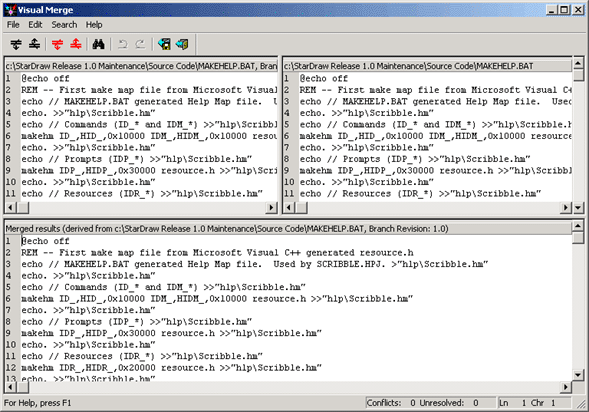 Visual Merge
File Edit Search Help
c:\StarDraw Release 1.0 Maintenance\Source Code\MAKEHELP.BAT, Bran
1 @echo off
2 REM -- First make map file from Microsoft Visual
3 echo // MAKEHELP.BAT generated Help Map file. U
4 echo. >>"hlp\Scribble.hm"
5 echo // Commands (ID_* and IDM_*) >>"hlp\Scribbl
6 makehm ID_,HID_,0x10000 IDM_,HIDM_,0x10000 resou
7 echo. >>"hlp\Scribble.hm"
8 echo // Prompts (IDP_*) >>"hlp\Scribble.hm"
9 makehm IDP_,HIDP_,0x30000 resource.h >>"hlp\Scri
10 echo. >>"hlp\Scribble.hm"
11 echo // Resources (IDR_*) >>"hlp\Scribble.hm"
c:\StarDraw Release 1.0 Maintenance\Source Code\MAKEHELP.BAT
1 @echo off
2 REM -- First make map file from Microsoft Visual C+
3 echo // MAKEHELP.BAT generated Help Map file. Used
4 echo. >>"hlp\Scribble.hm"
5 echo // Commands (ID_* and IDM_*) >>"hlp\Scribble.h
6 makehm ID_,HID_,0x10000 IDM_,HIDM_,0x10000 resource
7 echo. >>"hlp\Scribble.hm"
8 echo // Prompts (IDP_*) >>"hlp\Scribble.hm"
9 makehm IDP_,HIDP_,0x30000 resource.h >>"hlp\Scribbl
10 echo. >>"hlp\Scribble.hm"
11 echo // Resources (IDR_*) >>"hlp\Scribble.hm"
Merged results (derived from c:\StarDraw Release 1.0 Maintenance\Source Code\MAKEHELP.BAT, Branch Revision: 1.0)
1 @echo off
2 REM -- First make map file from Microsoft Visual C++ generated resource.h
3 echo // MAKEHELP.BAT generated Help Map file. Used by SCRIBBLE.HPJ. >"hlp\Scribble.hm"
4 echo. >>"hlp\Scribble.hm"
5 echo // Commands (ID_* and IDM_*) >>"hlp\Scribble.hm"
6 makehm ID_,HID_,0x10000 IDM_,HIDM_,0x10000 resource.h >>"hlp\Scribble.hm"
7 echo. >>"hlp\Scribble.hm"
8 echo // Prompts (IDP_*) >>"hlp\Scribble.hm"
9 makehm IDP_,HIDP_,0x30000 resource.h >>"hlp\Scribble.hm"
10 echo. >>"hlp\Scribble.hm"
11 echo // Resources (IDR_*) >>"hlp\Scribble.hm"
12 makehm IDR_,HIDR_,0x20000 resource.h >>"hlp\Scribble.hm"
13 echo. >>"hlp\Scribble.hm"
For Help, press F1
Conflicts: 0 Unresolved: 0
Ln 1 Chr 1